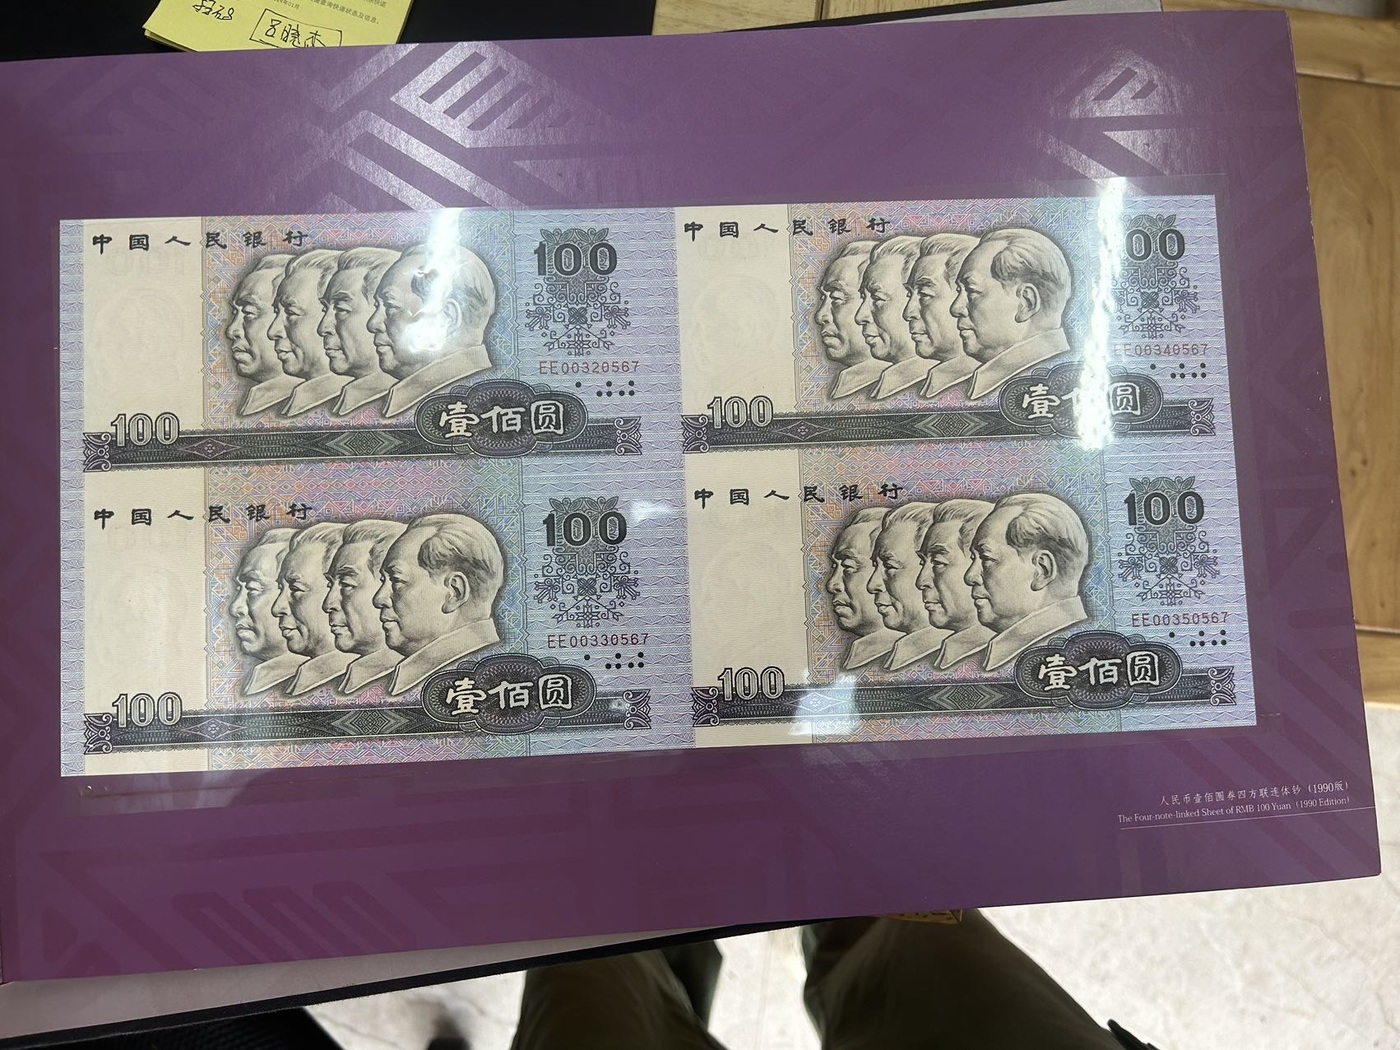 吕晓杰
中国人民银行
100
EE00320567
100
壹佰圆
中国人民银行
00
EE00340567
100
壹佰圆
中国人民银行
100
EE00330567
100
壹佰圆
中国人民银行
100
EE00350567
100
壹佰圆
人民币壹佰圆券四方联连体钞（1990版）
The Four-note-linked Sheet of RMB 100 Yuan (1990 Edition)